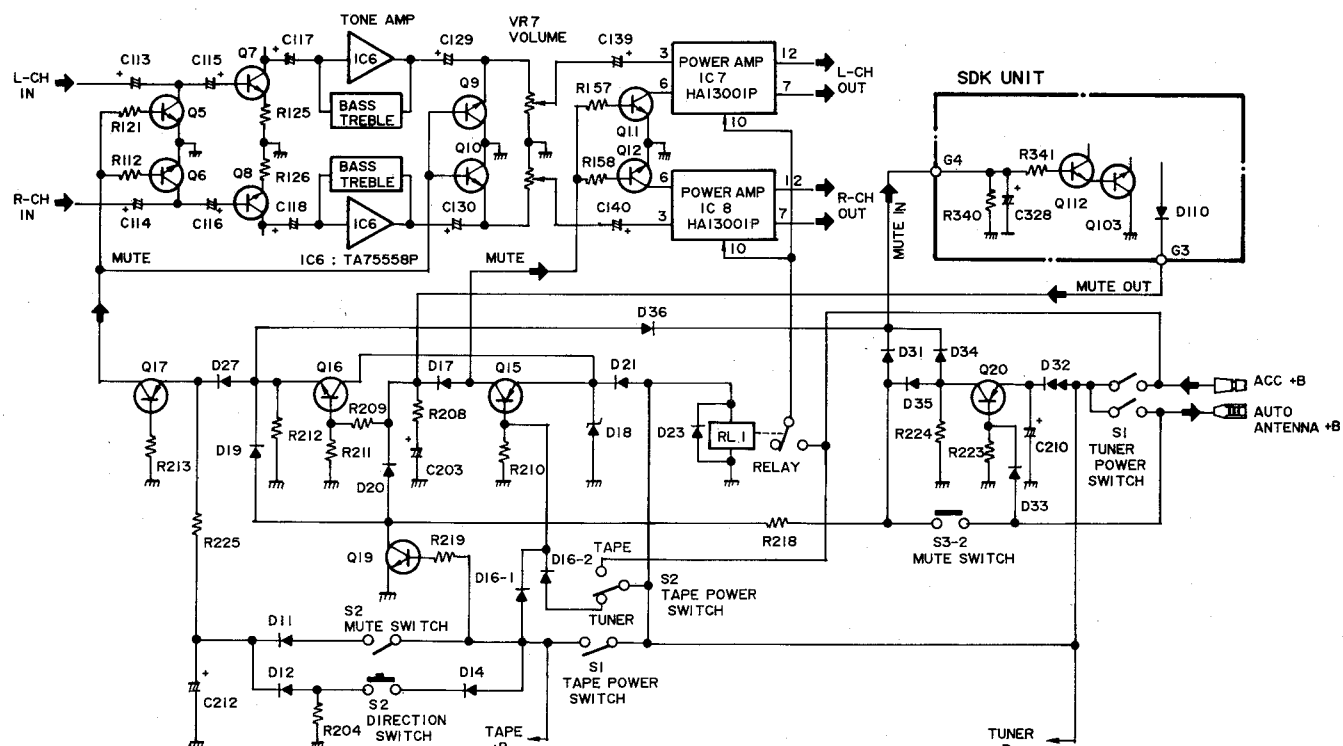 TONE AMP
VR7
VOLUME
C113
C115
Q7
C117
IC6
C129
C139
3
POWER AMP
IC 7
HA13001P
12
7
L-CH
OUT
L-CH
IN
6
10
SDK UNIT
Q5
R121
R125
BASS
TREBLE
Q9
R157
Q11
R112
Q6
Q8
R126
BASS
TREBLE
Q10
R158
Q12
6
POWER AMP
IC 8
HA13001P
12
7
R-CH
OUT
3
10
G4
R341
Q112
Q103
R340
C328
D110
G3
R-CH
IN
C114
C116
C118
IC6
C130
C140
IC6 : TA75558P
MUTE
MUTE
MUTE IN
MUTE OUT
D36
Q17
D27
Q16
D17
Q15
D21
D31
D34
Q20
D32
D35
ACC +B
AUTO
ANTENNA +B
R213
D19
R212
R209
R211
D20
R208
C203
R210
D18
D23
RL.1
RELAY
R224
R223
C210
D33
S1
TUNER
POWER
SWITCH
R225
Q19
R219
R218
S3-2
MUTE SWITCH
D16-1
D16-2
TAPE
TUNER
S2
TAPE POWER
SWITCH
D11
S2
MUTE SWITCH
D12
D14
S1
TAPE POWER
SWITCH
C212
R204
S2
DIRECTION
SWITCH
TAPE
TUNER